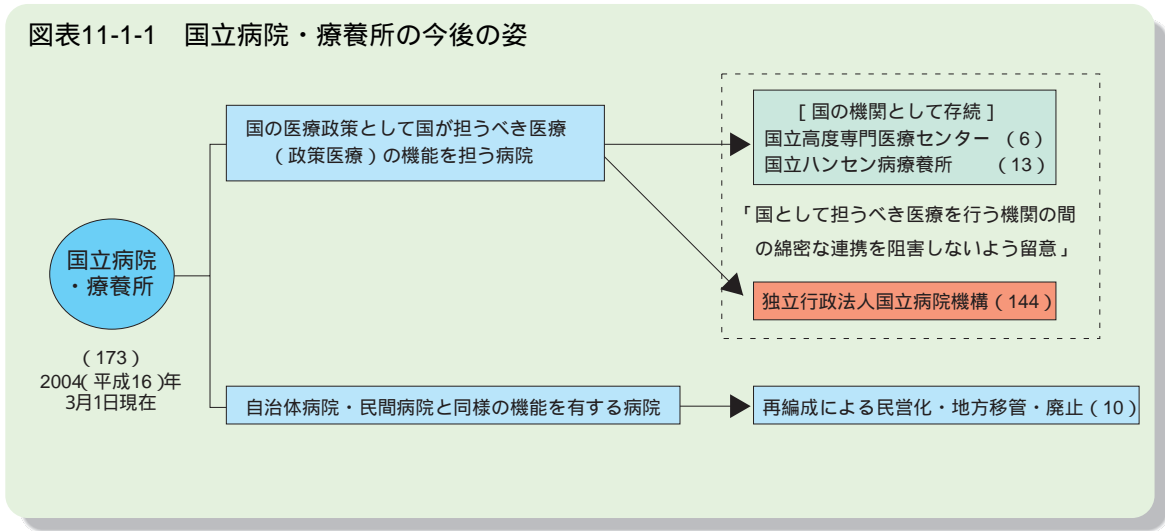 図表11-1-1　国立病院・療養所の今後の姿
国立病院
・療養所
（173）
2004（平成16）年
3月1日現在
国の医療政策として国が担うべき医療
（政策医療）の機能を担う病院
［国の機関として存続］
国立高度専門医療センター （6）
国立ハンセン病療養所 （13）
「国として担うべき医療を行う機関の間
の綿密な連携を阻害しないよう留意」
独立行政法人国立病院機構（144）
自治体病院・民間病院と同様の機能を有する病院
再編成による民営化・地方移管・廃止（10）